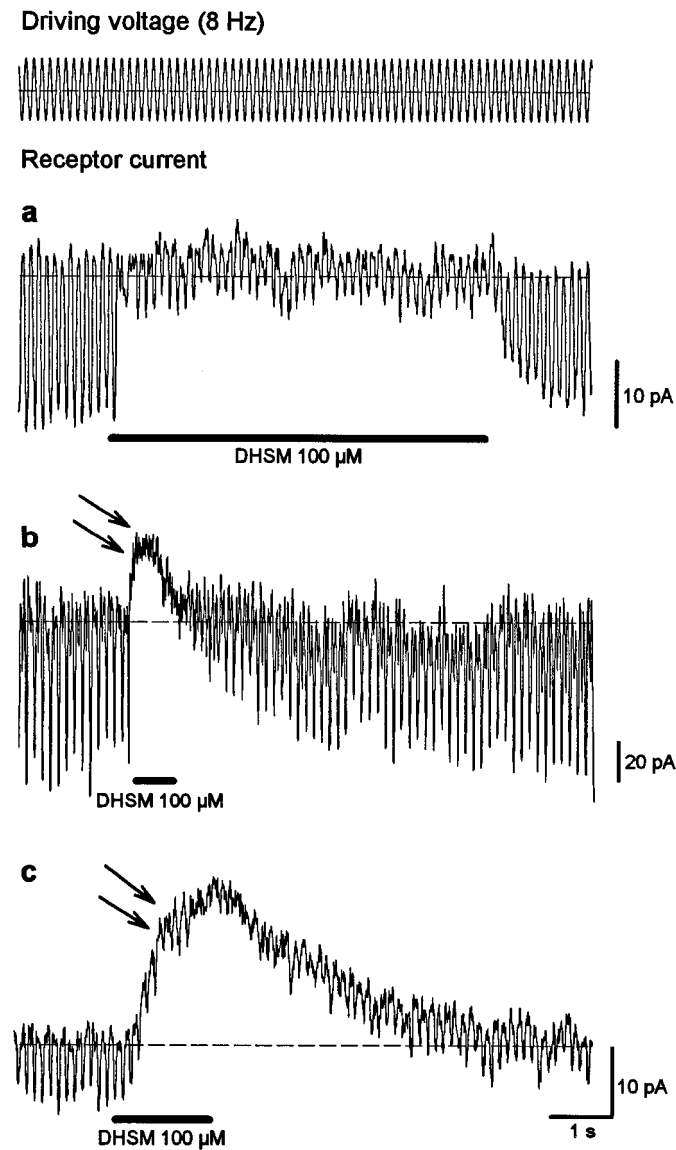 Driving voltage (8 Hz)
Receptor current
a
10 pA
DHSM 100 µM
b
20 pA
DHSM 100 µM
c
10 pA
DHSM 100 µM
1 s